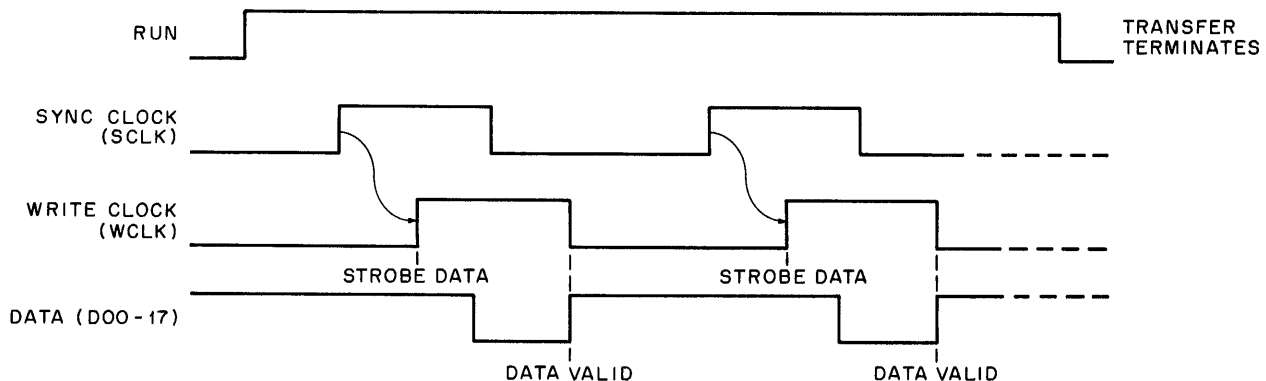 RUN
TRANSFER
TERMINATES
SYNC CLOCK
(SCLK)
WRITE CLOCK
(WCLK)
STROBE DATA
STROBE DATA
DATA (D00-17)
DATA VALID
DATA VALID